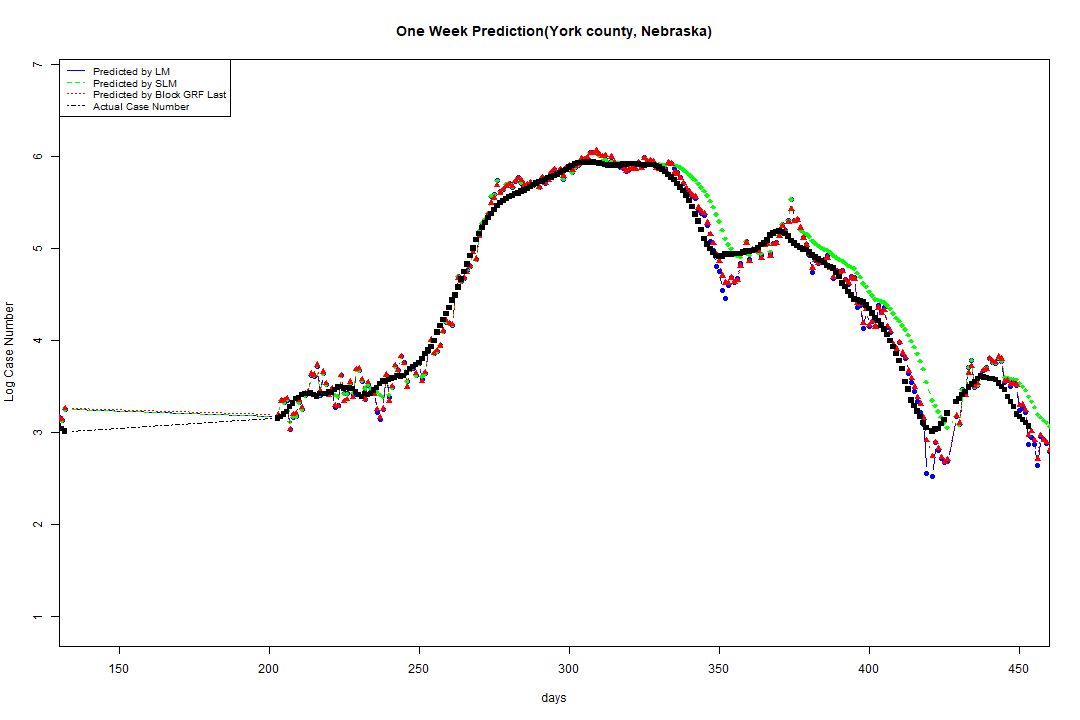 One Week Prediction(York county, Nebraska)
Predicted by LM
Predicted by SLM
Predicted by Block GRF Last
Actual Case Number
7
6
5
4
3
2
1
Log Case Number
150 200 250 300 350 400 450
days